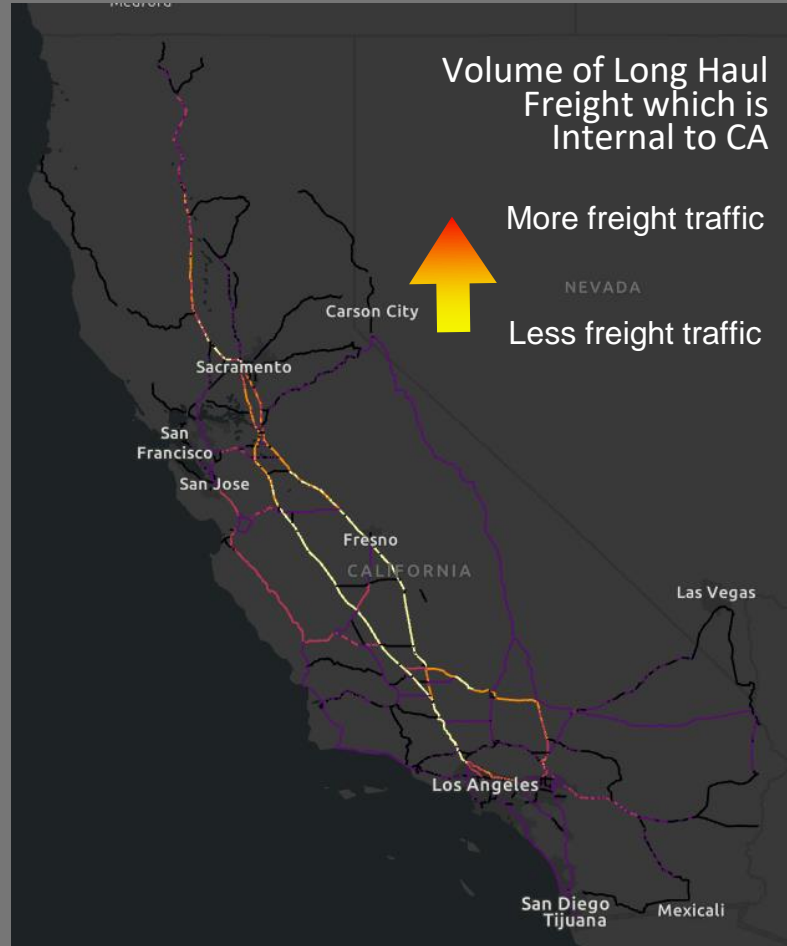 Medford
Volume of Long Haul
Freight which is
Internal to CA
More freight traffic
NEVADA
Carson City
Less freight traffic
Sacramento
San
Francisco
San Jose
Fresno
CALIFORNIA
Las Vegas
Los Angeles
San Diego
Tijuana
Mexicali